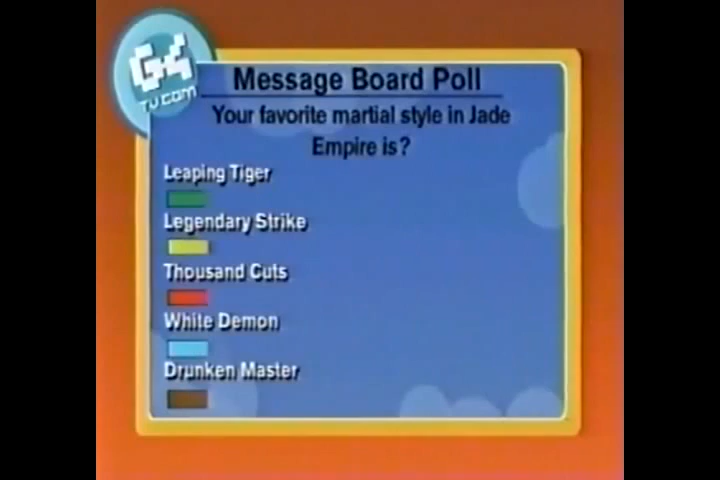 G4
TV.COM
Message Board Poll
Your favorite martial style in Jade
Empire is?
Leaping Tiger
Legendary Strike
Thousand Cuts
White Demon
Drunken Master